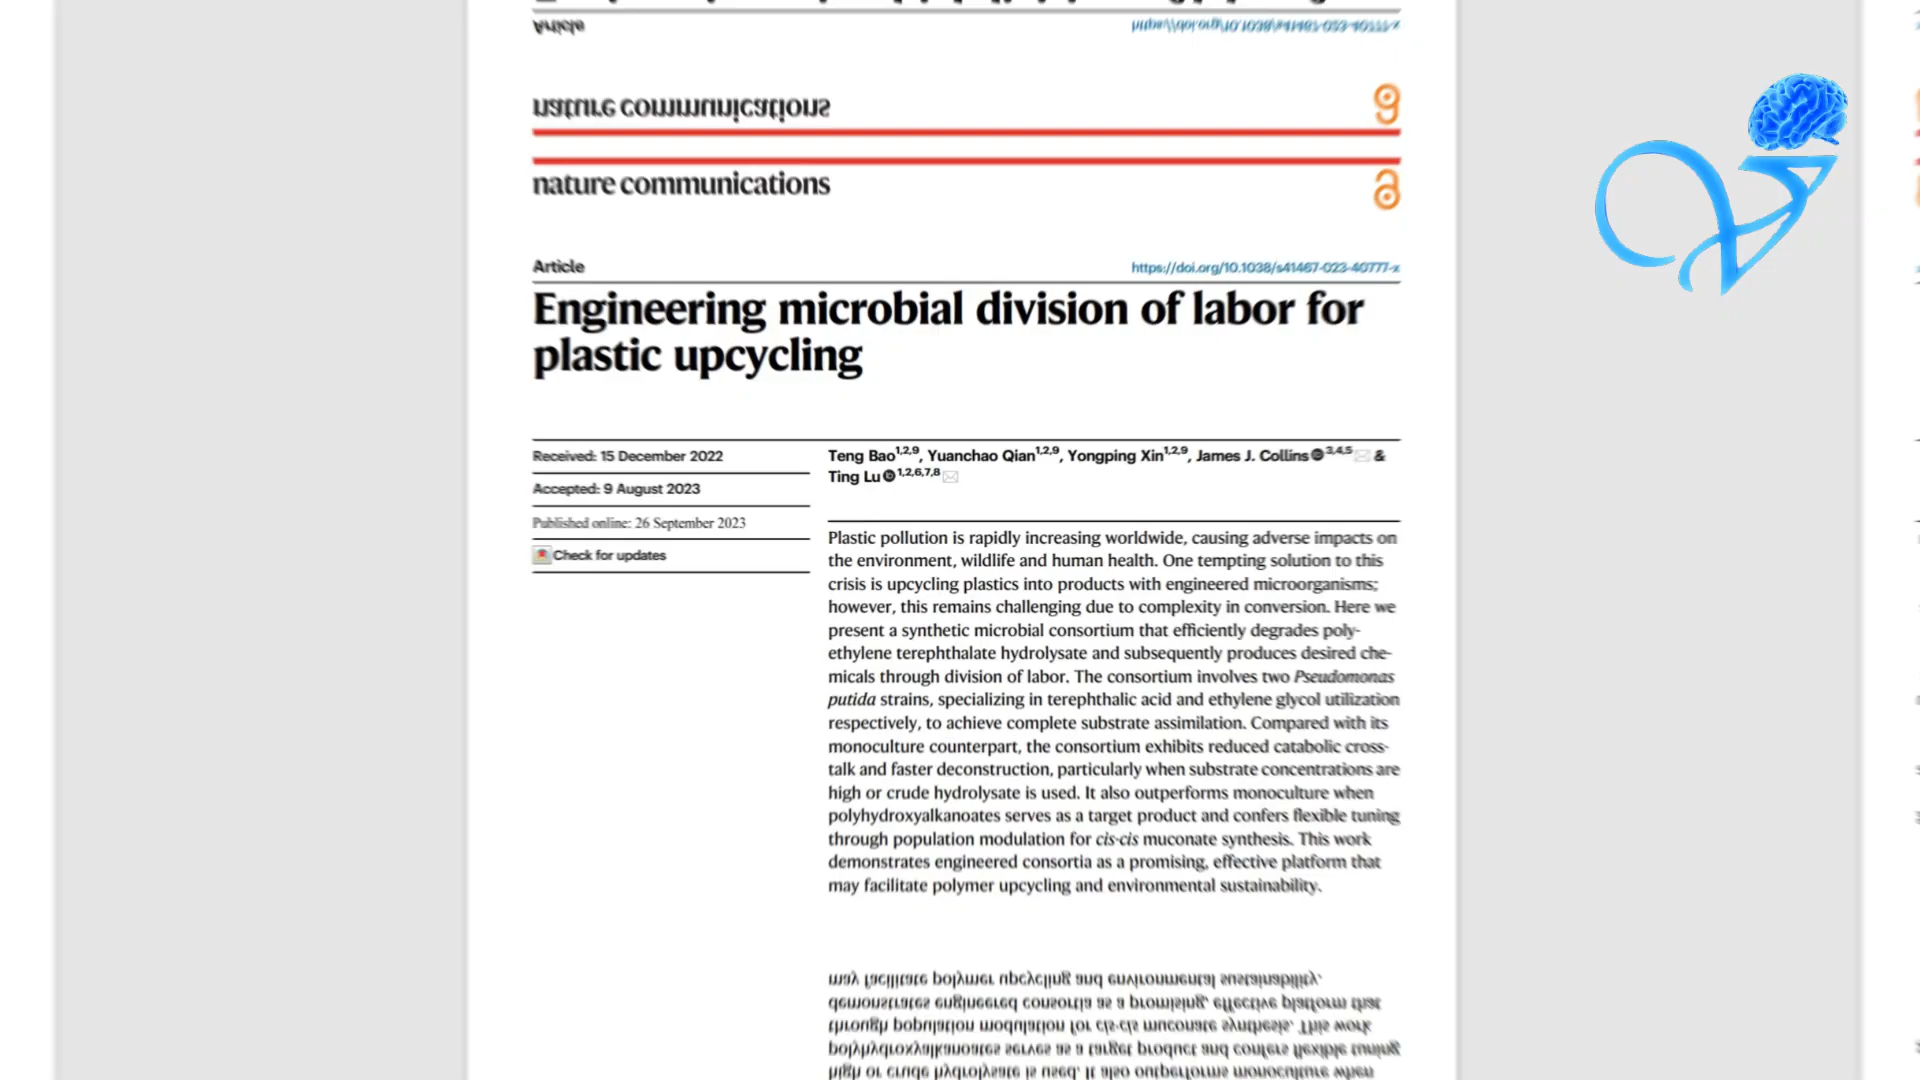 nature communications
Article
https://doi.org/10.1038/s41467-023-40777-x
Engineering microbial division of labor for
plastic upcycling
Received: 15 December 2022
Accepted: 9 August 2023
Published online: 26 September 2023
Check for updates
Teng Bao1,2,9, Yuanchao Qian1,2,9, Yongping Xin1,2,9, James J. Collins 3,4,5 &
Ting Lu 1,2,6,7,8
Plastic pollution is rapidly increasing worldwide, causing adverse impacts on
the environment, wildlife and human health. One tempting solution to this
crisis is upcycling plastics into products with engineered microorganisms;
however, this remains challenging due to complexity in conversion. Here we
present a synthetic microbial consortium that efficiently degrades poly-
ethylene terephthalate hydrolysate and subsequently produces desired che-
micals through division of labor. The consortium involves two Pseudomonas
putida strains, specializing in terephthalic acid and ethylene glycol utilization
respectively, to achieve complete substrate assimilation. Compared with its
monoculture counterpart, the consortium exhibits reduced catabolic cross-
talk and faster deconstruction, particularly when substrate concentrations are
high or crude hydrolysate is used. It also outperforms monoculture when
polyhydroxyalkanoates serves as a target product and confers flexible tuning
through population modulation for cis-cis muconate synthesis. This work
demonstrates engineered consortia as a promising, effective platform that
may facilitate polymer upcycling and environmental sustainability.